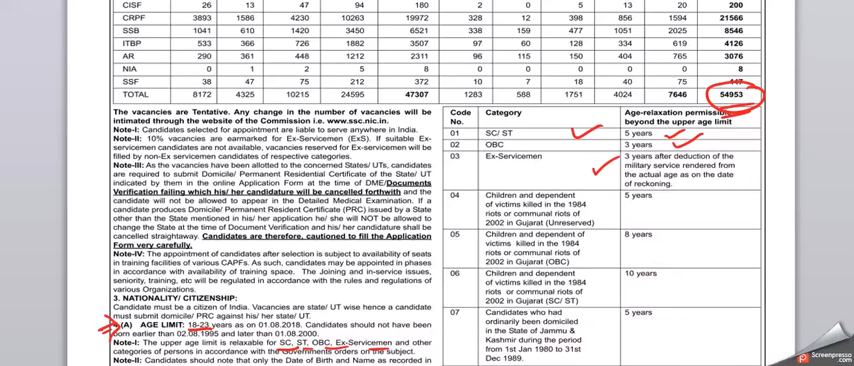 CISF 26 13 47 94 180 2 0 5 13 20 200
CRPF 3893 1586 4230 10263 19972 328 12 398 856 1594 21566
SSB 1041 610 1420 3450 6521 338 159 477 1051 2025 8546
ITBP 533 366 726 1882 3507 97 60 128 334 619 4126
AR 290 361 448 1212 2311 96 115 150 404 765 3076
NIA 0 1 2 5 8 0 0 0 0 0 8
SSF 38 47 75 212 372 10 7 18 40 75
TOTAL 8172 4325 10215 24595 47307 1283 588 1751 4024 7646 54953
The vacancies are Tentative. Any change in the number of vacancies will be
intimated through the website of the Commission i.e. www.ssc.nic.in.
Note-I: Candidates selected for appointment are liable to serve anywhere in India.
Note-II: 10% vacancies are earmarked for Ex-Servicemen (ExS). If suitable Ex-
servicemen candidates are not available, vacancies reserved for Ex-servicemen will be
filled by non-Ex servicemen candidates of respective categories.
Note-III: As the vacancies have been allotted to the concerned States/ UTs, candidates
are required to submit Domicile/ Permanent Residential Certificate of the State/ UT
indicated by them in the online Application Form at the time of DME/Documents
Verification failing which his/ her candidature will be cancelled forthwith and the
candidate will not be allowed to appear in the Detailed Medical Examination. If a
candidate produces Domicile/ Permanent Resident Certificate (PRC) issued by a State
other than the State mentioned in his/ her application he/ she will NOT be allowed to
change the State at the time of Document Verification and his/ her candidature shall be
cancelled straightaway. Candidates are therefore, cautioned to fill the Application
Form very carefully.
Note-IV: The appointment of candidates after selection is subject to availability of seats
in training facilities of various CAPFs. As such, candidates may be appointed in phases
in accordance with availability of training space. The Joining and in-service issues,
seniority, training, etc will be regulated in accordance with the rules and regulations of
various Organizations.
3. NATIONALITY/ CITIZENSHIP:
Candidate must be a citizen of India. Vacancies are state/ UT wise hence a candidate
must submit domicile/ PRC against his/ her state/ UT.
(A) AGE LIMIT: 18-23 years as on 01.08.2018. Candidates should not have been
born earlier than 02.08.1995 and later than 01.08.2000.
Note-I: The upper age limit is relaxable for SC, ST, OBC, Ex-Servicemen and other
categories of persons in accordance with the Governments orders on the subject.
Note-II: Candidates should note that only the Date of Birth and Name as recorded in
Code No. Category Age-relaxation permissi beyond the upper age limit
01 SC/ ST 5 years
02 OBC 3 years
03 Ex-Servicemen 3 years after deduction of the
military service rendered from
the actual age as on the date
of reckoning.
04 Children and dependent 5 years
of victims killed in the 1984
riots or communal riots of
2002 in Gujarat (Unreserved)
05 Children and dependent of 8 years
victims killed in the 1984
riots or communal riots of
2002 in Gujarat (OBC)
06 Children and dependent 10 years
of victims killed in the 1984
riots or communal riots of
2002 in Gujarat (SC/ ST)
07 Candidates who had 5 years
ordinarily been domiciled
in the State of Jammu &
Kashmir during the period
from 1st Jan 1980 to 31st
Dec 1989.
Screenpresso
.com